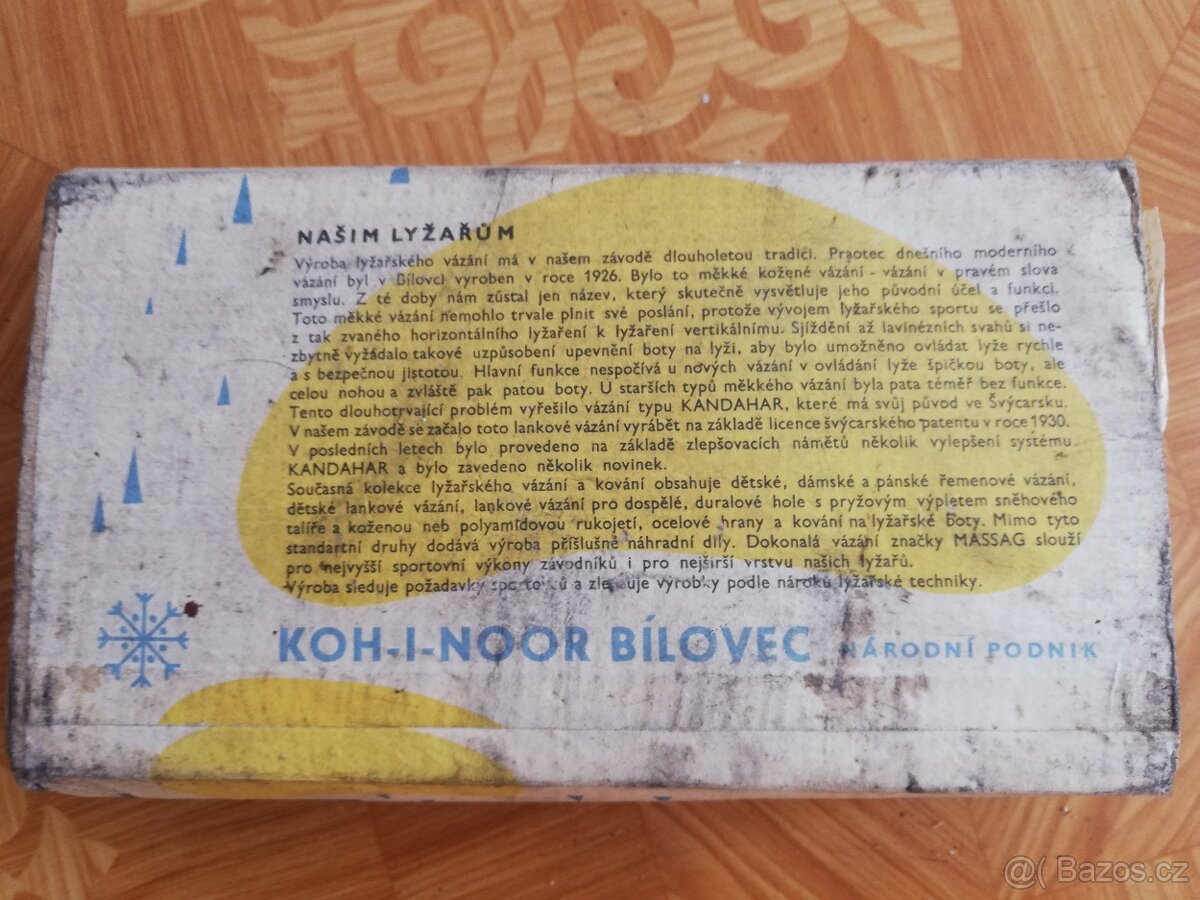 NAŠIM LYŽAŘŮM
Výroba lyžařského vázání má v našem závodě dlouholetou tradici. Praotec dnešního moderního
vázání byl v Bílovci vyroben v roce 1926. Bylo to měkké kožené vázání - vázání v pravém slova
smyslu. Z té doby nám zůstal jen název, který skutečně vysvětluje jeho původní účel a funkci.
Toto měkké vázání nemohlo trvale plnit své poslání, protože vývojem lyžařského sportu se přešlo
z tak zvaného horizontálního lyžaření k lyžaření vertikálnímu. Sjíždění až lavinézních svahů si ne-
zbytně vyžádalo takové uzpůsobení upevnění boty na lyži, aby bylo umožněno ovládat lyže rychle
a s bezpečnou jistotou. Hlavní funkce nespočívá u nových vázání v ovládání lyže špičkou boty, ale
celou nohou a zvláště pak patou boty. U starších typů měkkého vázání byla pata téměř bez funkce.
Tento dlouhotrvající problém vyřešilo vázání typu KANDAHAR, které má svůj původ ve Švýcarsku.
V našem závodě se začalo toto lankové vázání vyrábět na základě licence švýcarského patentu v roce 1930.
V posledních letech bylo provedeno na základě zlepšovacích námětů několik vylepšení systému
KANDAHAR a bylo zavedeno několik novinek.
Současná kolekce lyžařského vázání a kování obsahuje dětské, dámské a pánské řemenové vázání,
dětské lankové vázání, lankové vázání pro dospělé, duralové hole s pryžovým výpletem sněhového
talíře a koženou neb polyamidovou rukojetí, ocelové hrany a kování na lyžařské boty. Mimo tyto
standartní druhy dodává výroba příslušné náhradní díly. Dokonalá vázání značky MASSAG slouží
pro nejvyšší sportovní výkony závodníků i pro nejširší vrstvu našich lyžařů.
Výroba sleduje požadavky a výrobky podle nároků lyžařské techniky.
KOH-I-NOOR BÍLOVEC NÁRODNÍ PODNIK
@( Bazos.cz